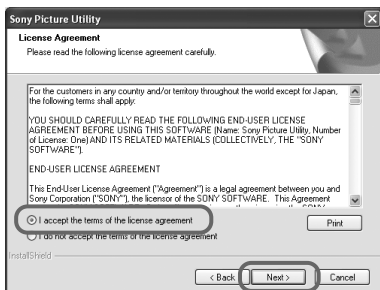 Sony Picture Utility
License Agreement
Please read the following license agreement carefully.
For the customers in any country and/or territory throughout the world except for Japan,
the following terms shall apply:
YOU SHOULD CAREFULLY READ THE FOLLOWING END-USER LICENSE
AGREEMENT BEFORE USING THIS SOFTWARE (Name: Sony Picture Utility, Number
of License: One) AND ITS RELATED MATERIALS (COLLECTIVELY, THE "SONY
SOFTWARE").
END-USER LICENSE AGREEMENT
This End-User License Agreement ("Agreement") is a legal agreement between you and
Sony Corporation ("SONY"), the licensor of the SONY SOFTWARE. This Agreement
I accept the terms of the license agreement
Print
I do not accept the terms of the license agreement
InstallShield
< Back
Next >
Cancel